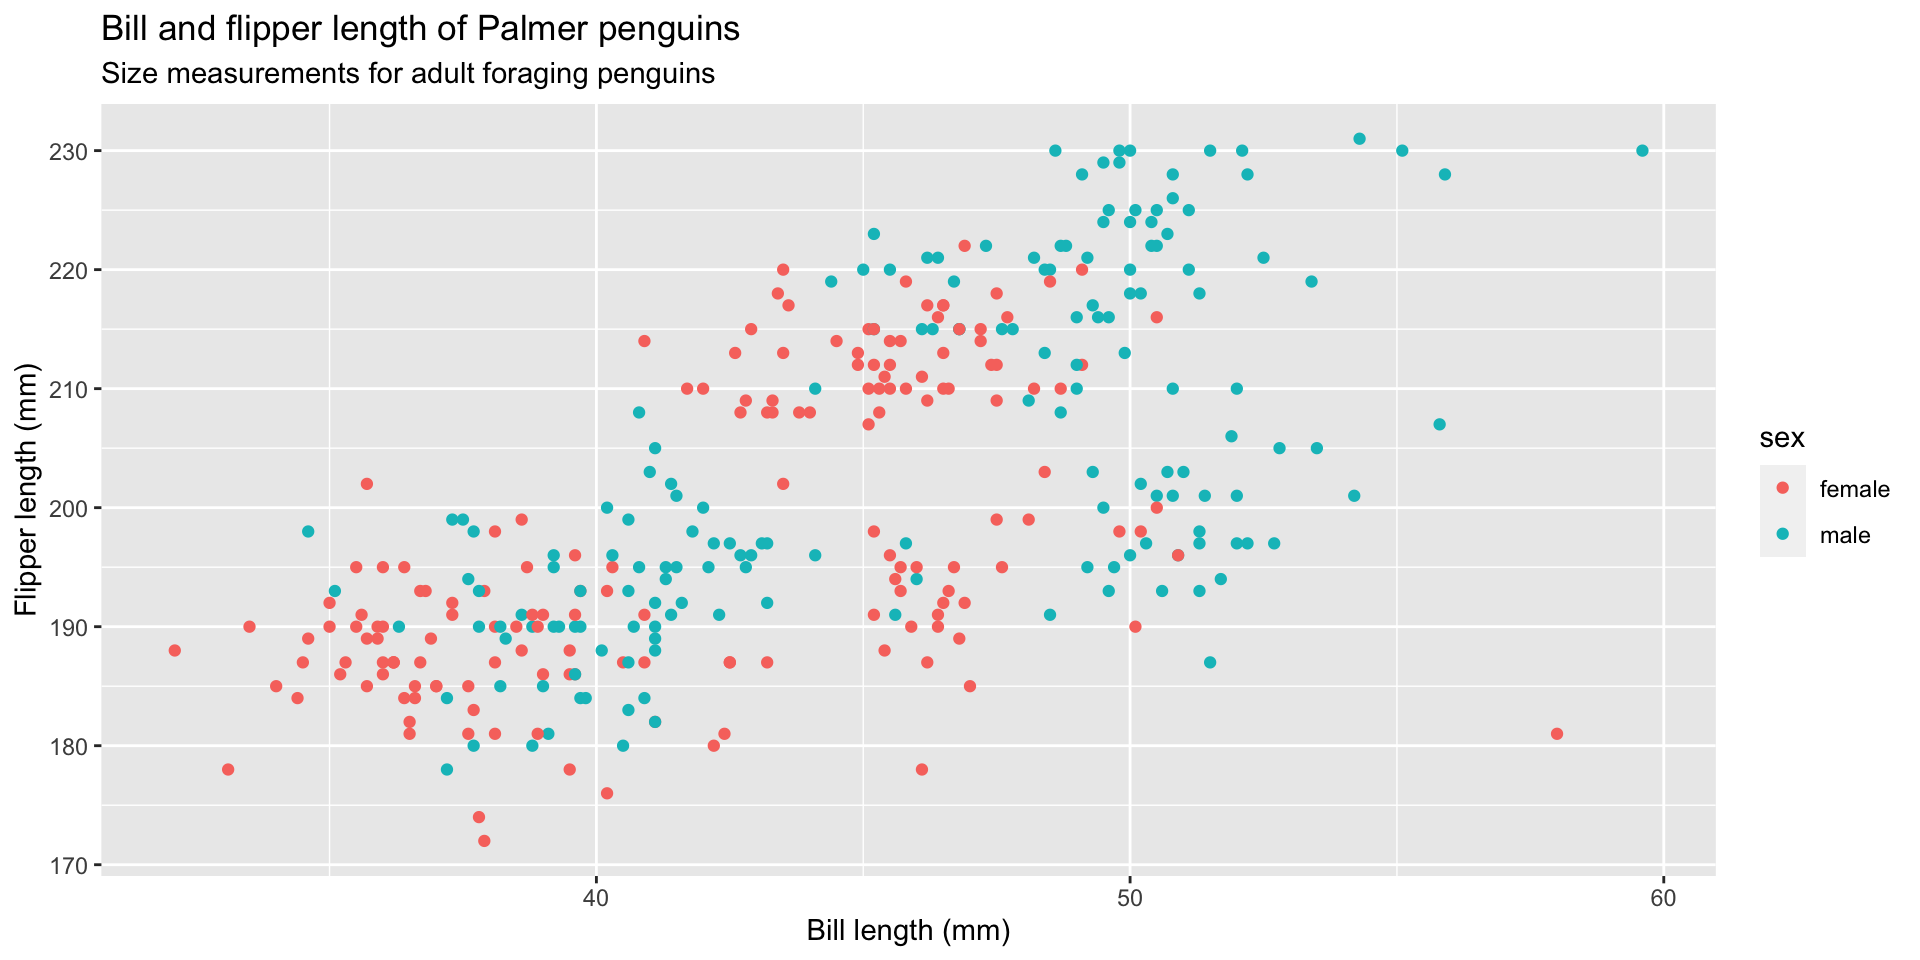 Bill and flipper length of Palmer penguins
Size measurements for adult foraging penguins
230
220
210
200
190
180
170
Flipper length (mm)
40
50
60
Bill length (mm)
sex
female
male